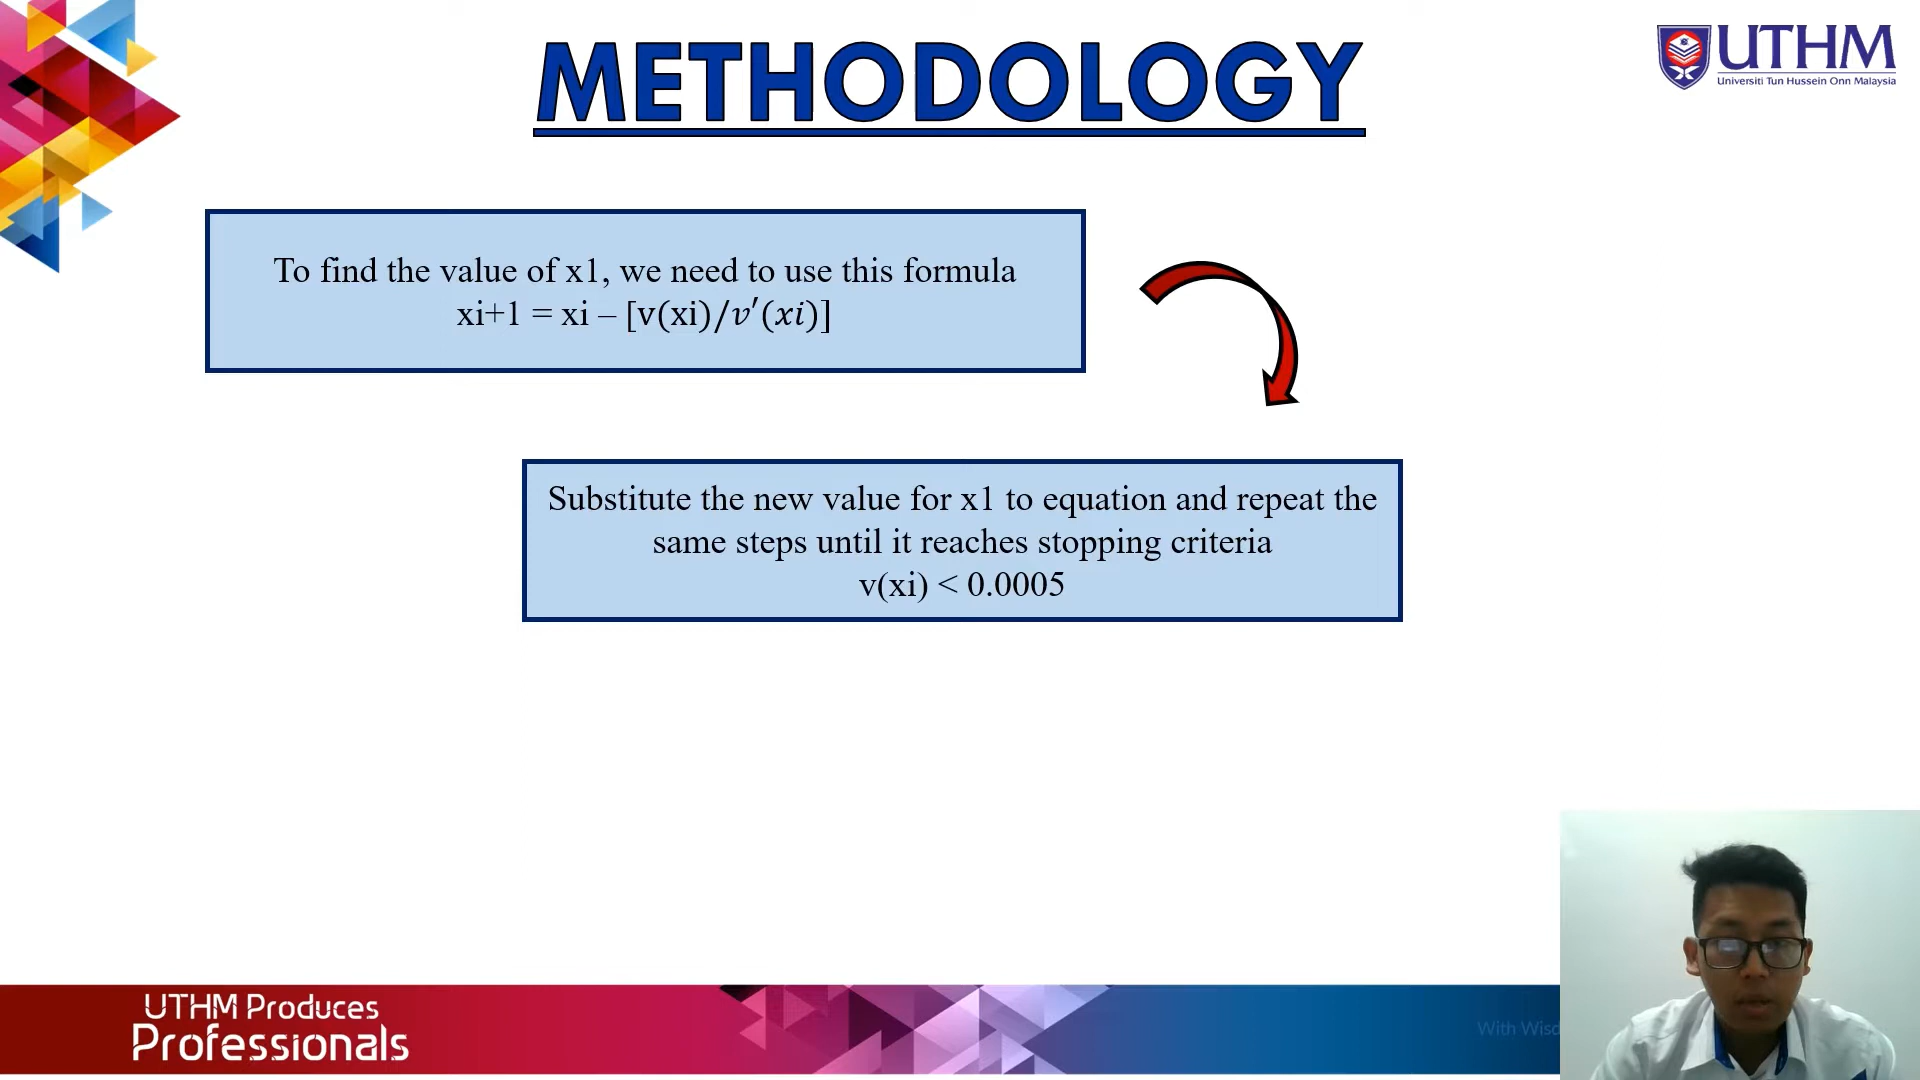 METHODOLOGY
UTHM
Universiti Tun Hussein Onn Malaysia
To find the value of x1, we need to use this formula
xi+1 = xi – [v(xi)/v′(xi)]
Substitute the new value for x1 to equation and repeat the
same steps until it reaches stopping criteria
v(xi) < 0.0005
UTHM Produces
Professionals
With